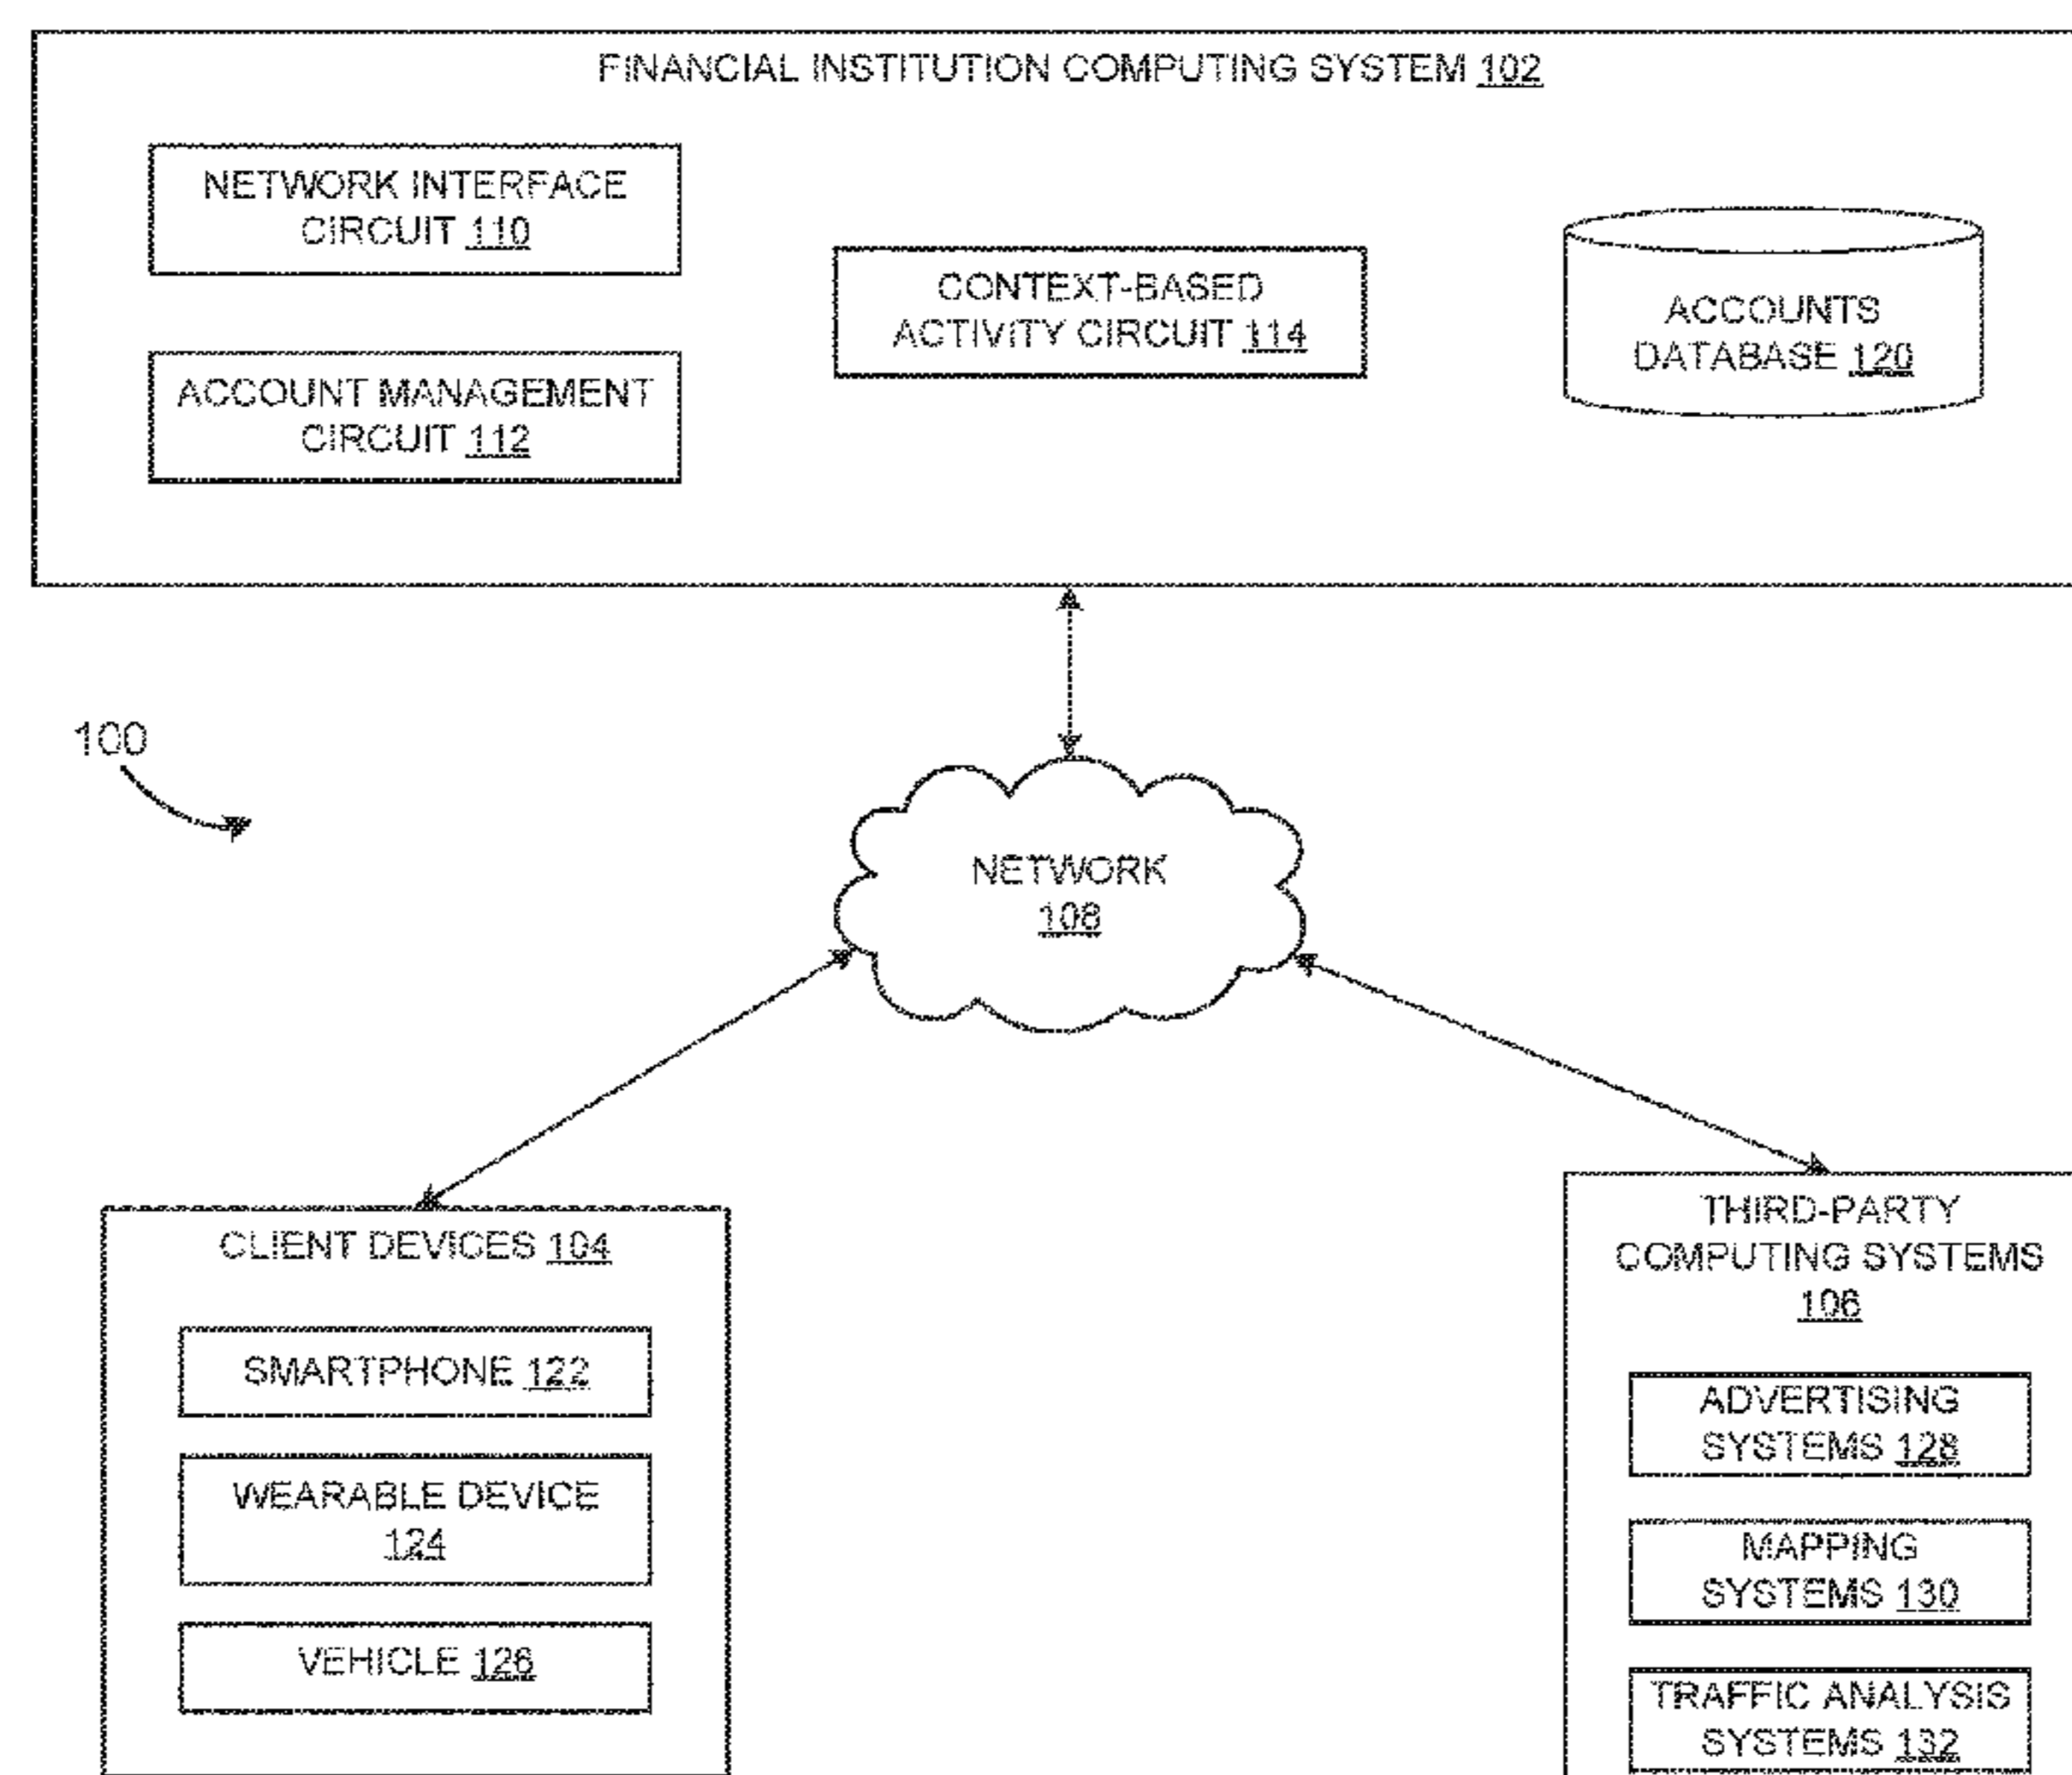 FINANCIAL INSTITUTION COMPUTING SYSTEM 102
NETWORK INTERFACE
CIRCUIT 110
ACCOUNT MANAGEMENT
CIRCUIT 112
CONTEXT-BASED
ACTIVITY CIRCUIT 114
ACCOUNTS
DATABASE 120
100
NETWORK
108
CLIENT DEVICES 104
SMARTPHONE 122
WEARABLE DEVICE
124
VEHICLE 126
THIRD-PARTY
COMPUTING SYSTEMS
106
ADVERTISING
SYSTEMS 128
MAPPING
SYSTEMS 130
TRAFFIC ANALYSIS
SYSTEMS 132